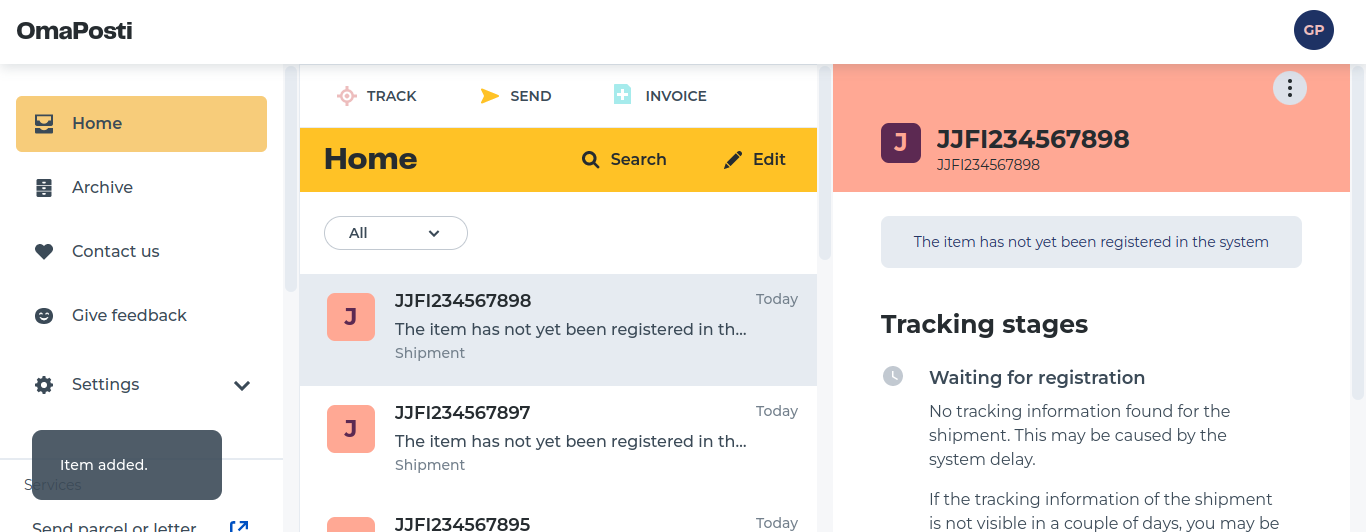 OmaPosti
GP
Home
Archive
Contact us
Give feedback
Settings
Item added.
Services
Send parcel or letter
TRACK
SEND
INVOICE
Home
Search
Edit
All
J
JJFI234567898
Today
The item has not yet been registered in th...
Shipment
J
JJFI234567897
Today
The item has not yet been registered in th...
Shipment
J
JJFI234567895
Today
J
JJFI234567898
JJFI234567898
The item has not yet been registered in the system
Tracking stages
Waiting for registration
No tracking information found for the
shipment. This may be caused by the
system delay.
If the tracking information of the shipment
is not visible in a couple of days, you may be